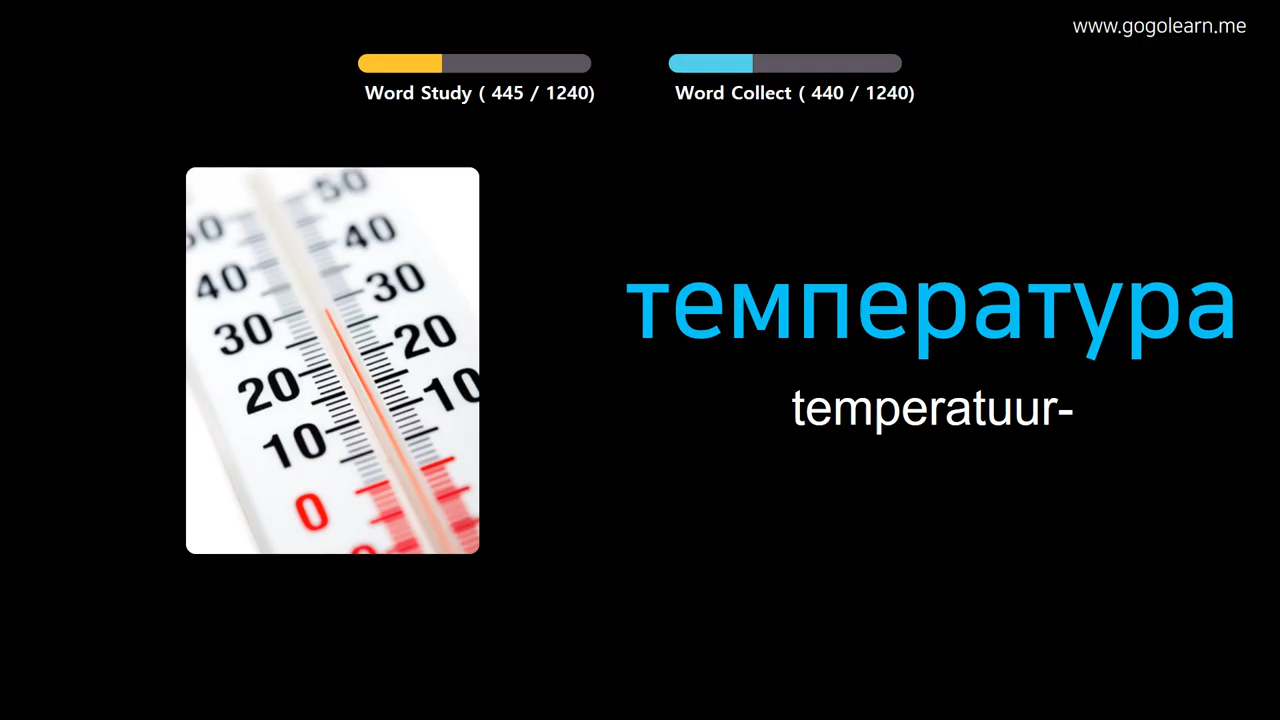 www.gogolearn.me
Word Study ( 445 / 1240)
Word Collect ( 440 / 1240)
50
40
30
20
10
40
30
20
10
0
температура
temperatuur-